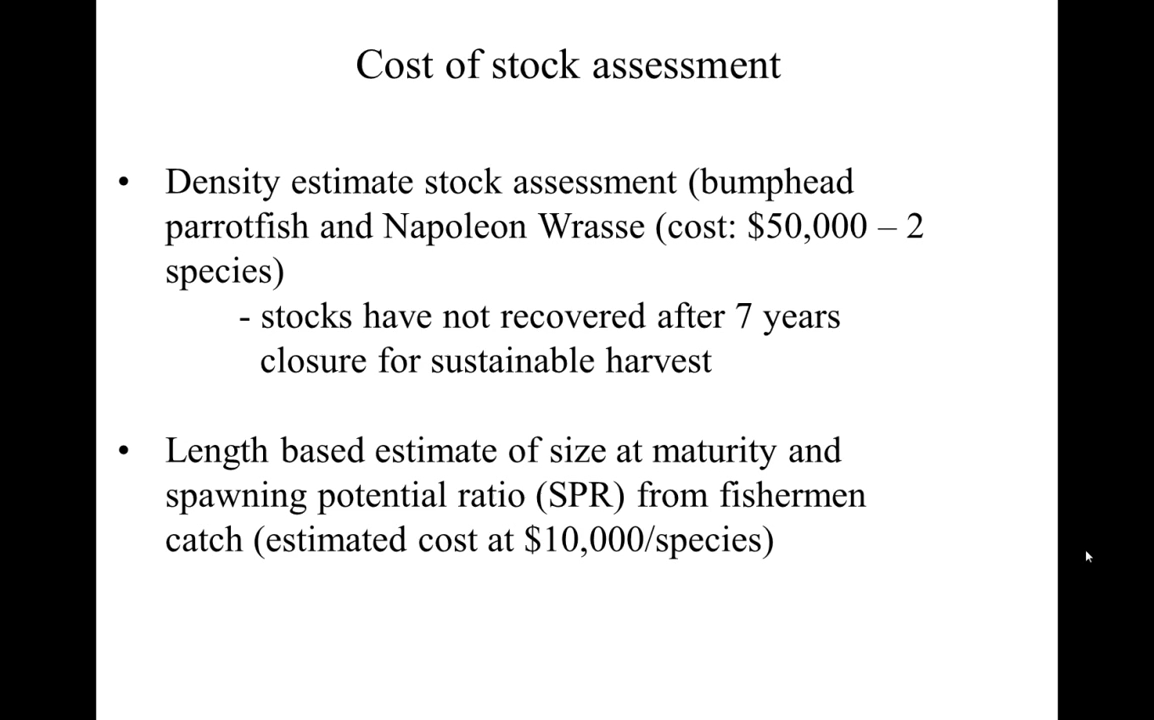 Cost of stock assessment
• Density estimate stock assessment (bumphead
parrotfish and Napoleon Wrasse (cost: $50,000 – 2
species)
- stocks have not recovered after 7 years
closure for sustainable harvest
• Length based estimate of size at maturity and
spawning potential ratio (SPR) from fishermen
catch (estimated cost at $10,000/species)